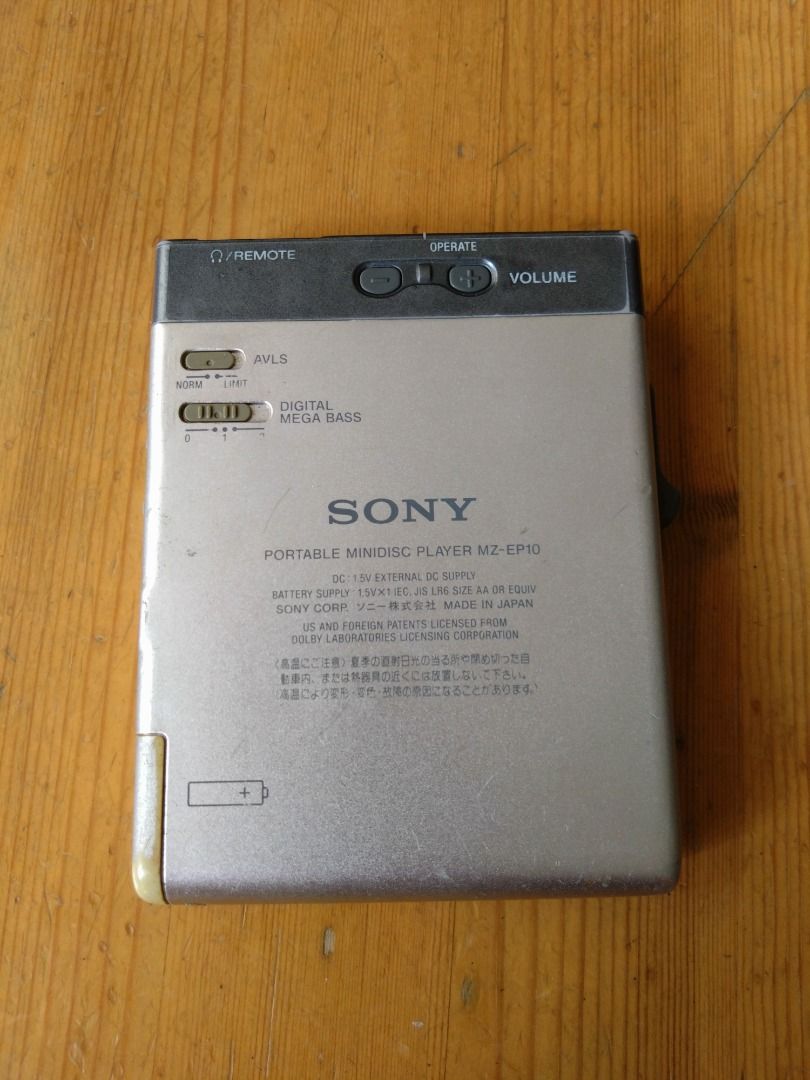 OPERATE
🎧/REMOTE
− + VOLUME
AVLS
NORM LIMIT
DIGITAL
MEGA BASS
0 1 2
SONY
PORTABLE MINIDISC PLAYER MZ-EP10
DC : 1.5V EXTERNAL DC SUPPLY
BATTERY SUPPLY : 1.5V×1 IEC, JIS LR6 SIZE AA OR EQUIV
SONY CORP. ソニー株式会社 MADE IN JAPAN
US AND FOREIGN PATENTS LICENSED FROM
DOLBY LABORATORIES LICENSING CORPORATION
〈高温にご注意〉夏季の直射日光の当る所や閉め切った自
動車内、または熱器具の近くには放置しないで下さい。
(高温により変形・変色・故障の原因になることがあります。)
+